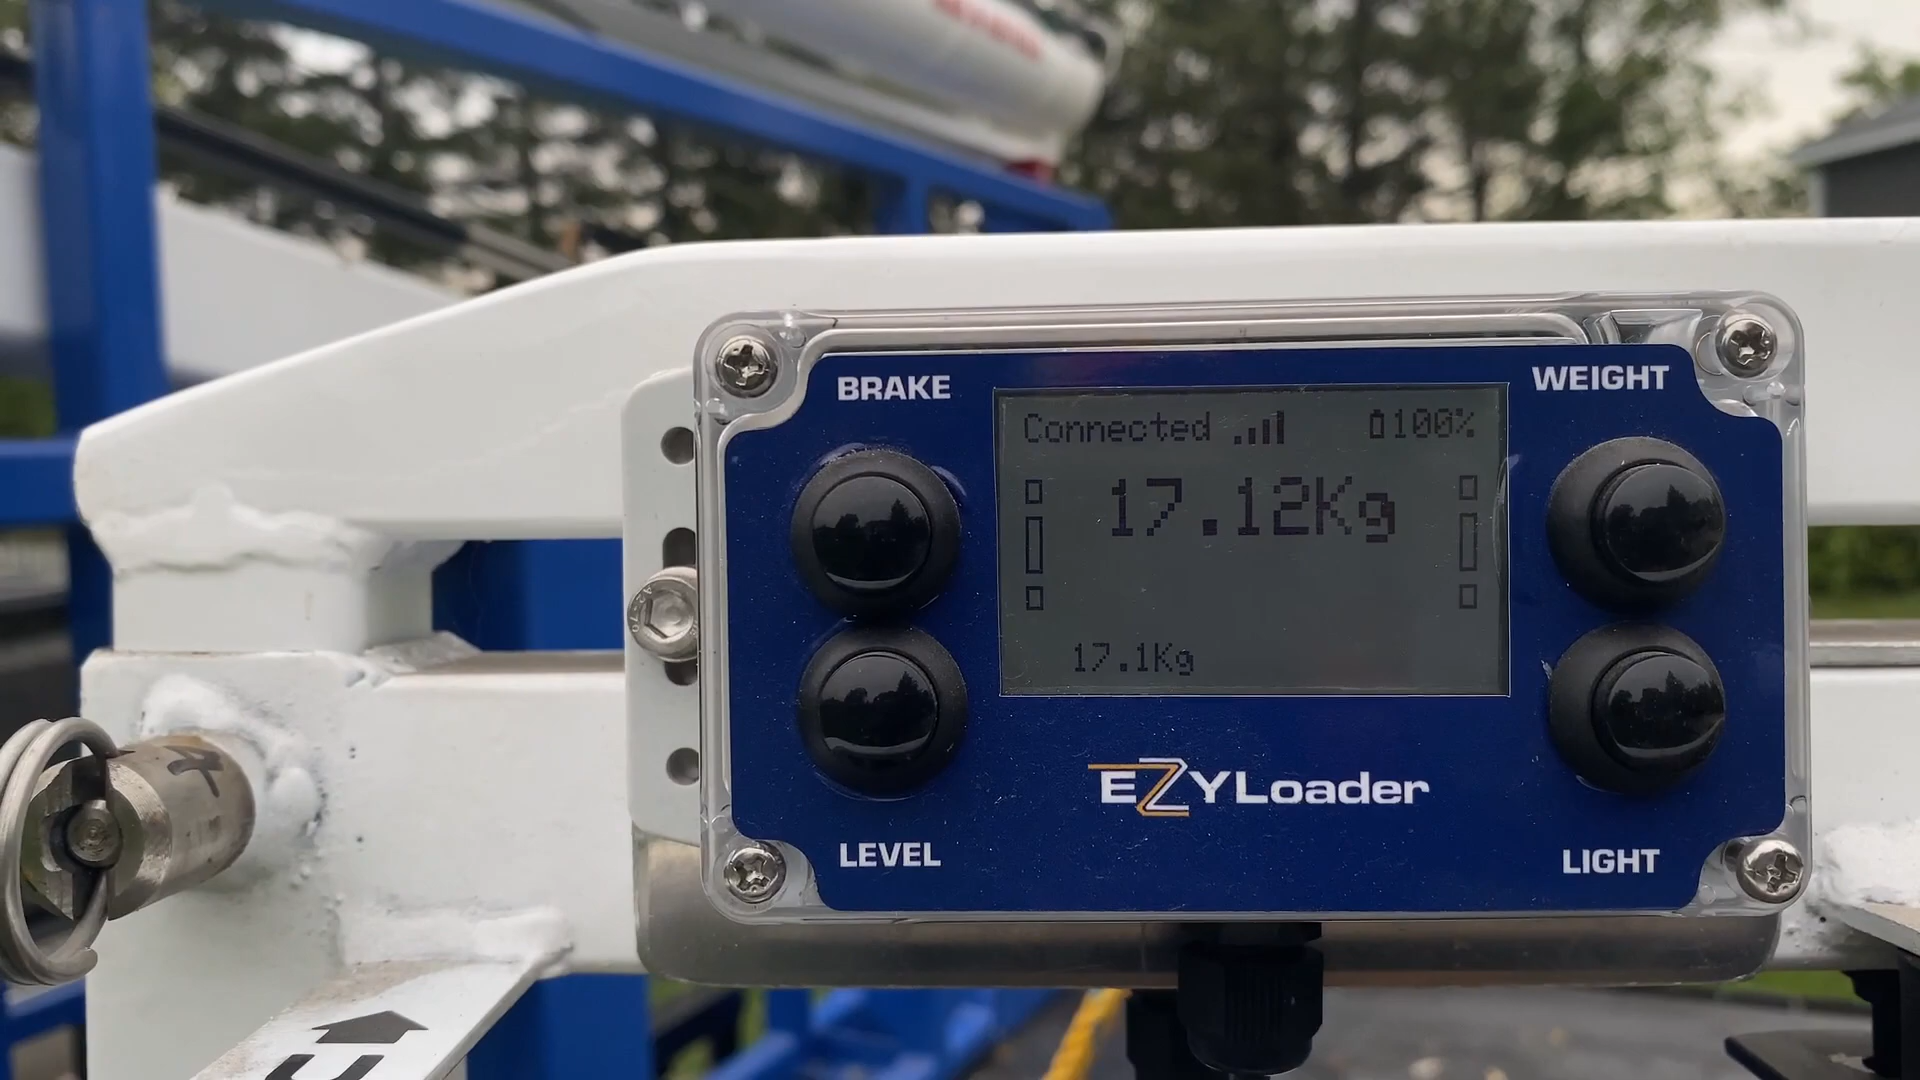 BRAKE
WEIGHT
Connected 100%
17.12Kg
17.1Kg
EZYLoader
LEVEL
LIGHT